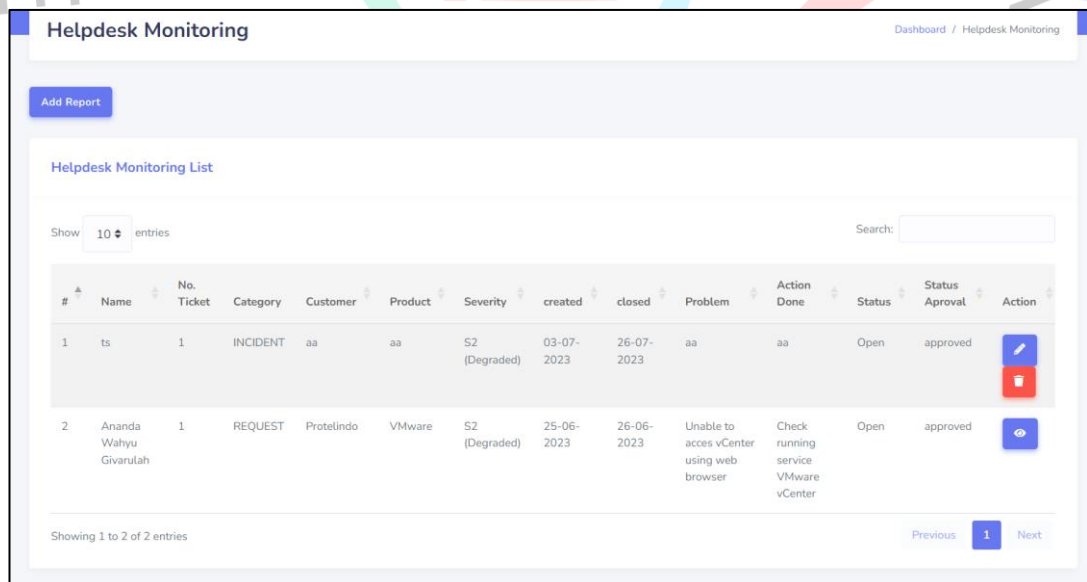 Helpdesk Monitoring
Dashboard / Helpdesk Monitoring
Add Report
Helpdesk Monitoring List
Show 10 entries
Search:
# Name No. Ticket Category Customer Product Severity created closed Problem Action Done Status Status Aproval Action
1 ts 1 INCIDENT aa aa S2 (Degraded) 03-07-2023 26-07-2023 aa aa Open approved
2 Ananda Wahyu Givarulah 1 REQUEST Protelindo VMware S2 (Degraded) 25-06-2023 26-06-2023 Unable to acces vCenter using web browser Check running service VMware vCenter Open approved
Showing 1 to 2 of 2 entries
Previous 1 Next